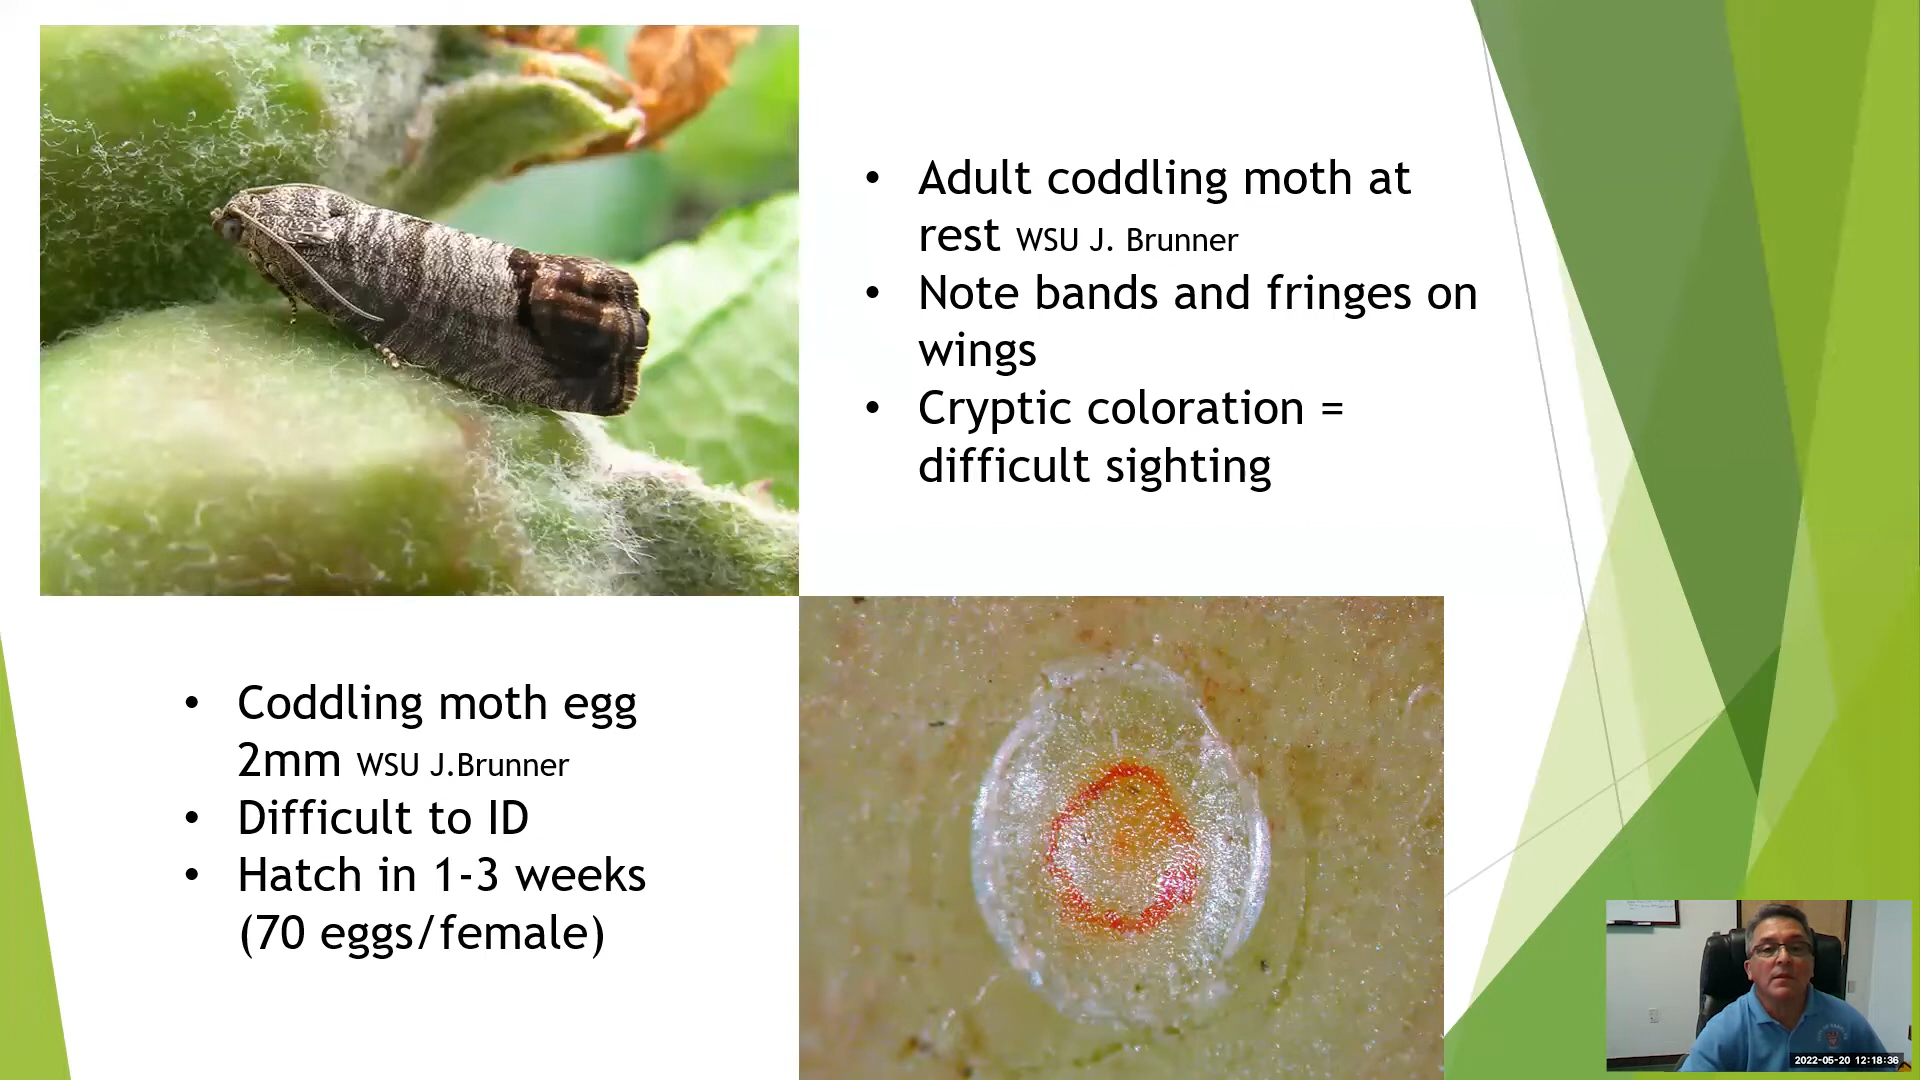 • Adult coddling moth at
rest WSU J. Brunner
• Note bands and fringes on
wings
• Cryptic coloration =
difficult sighting
• Coddling moth egg
2mm WSU J.Brunner
• Difficult to ID
• Hatch in 1-3 weeks
(70 eggs/female)
2022-05-20 12:18:36